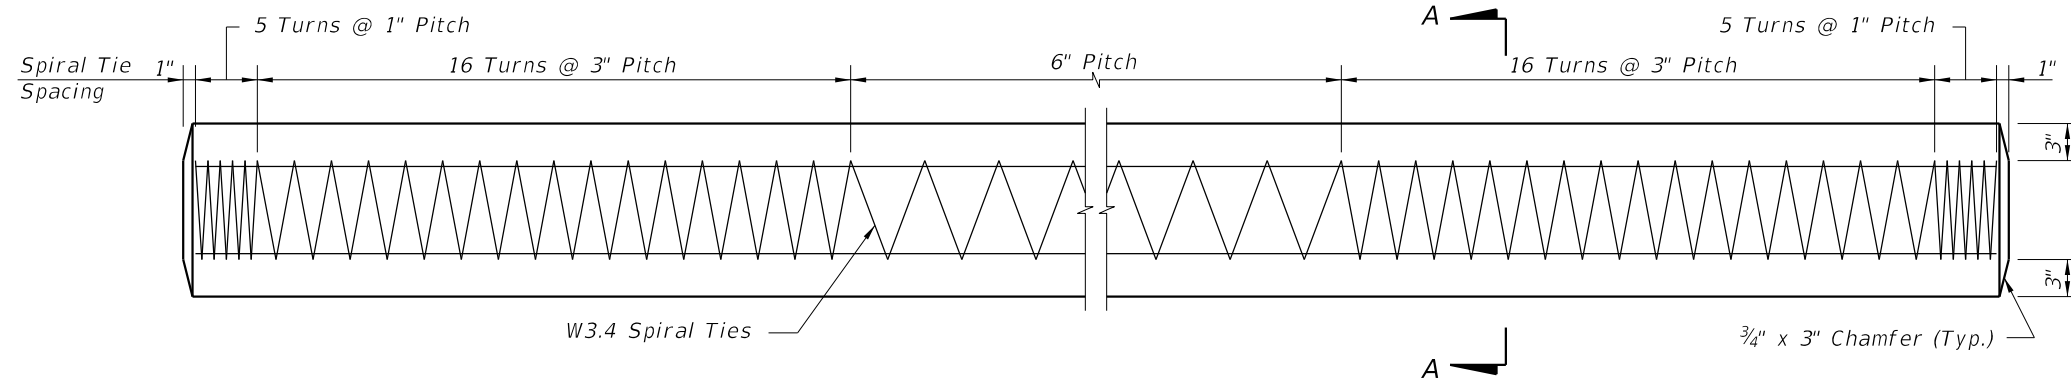 A
5 Turns @ 1" Pitch
5 Turns @ 1" Pitch
Spiral Tie
Spacing
1"
16 Turns @ 3" Pitch
6" Pitch
16 Turns @ 3" Pitch
1"
3"
3"
W3.4 Spiral Ties
¾" x 3" Chamfer (Typ.)
A